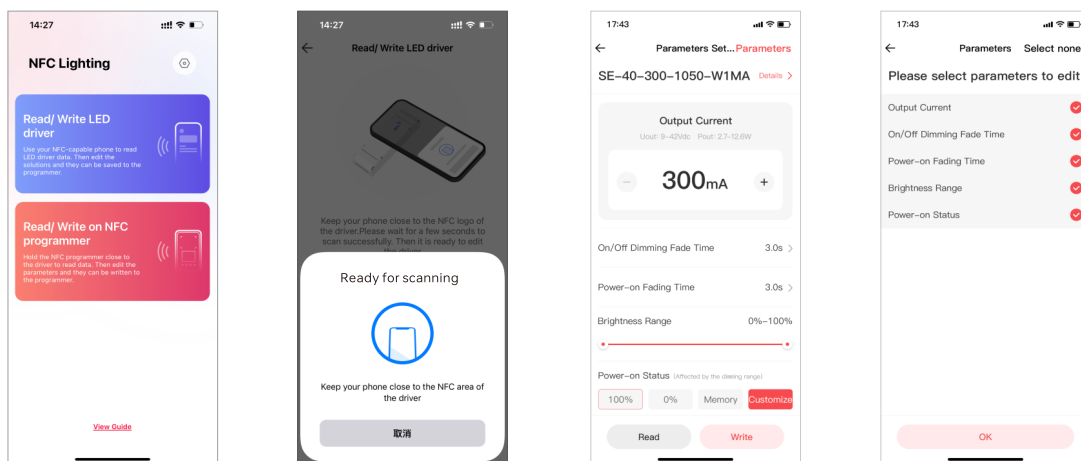 14:27
NFC Lighting
Read/ Write LED
driver
Use your NFC-capable phone to read
LED driver data. Then edit the
solutions and they can be saved to the
programmer.
Read/ Write on NFC
programmer
Hold the NFC programmer close to
the driver to read data. Then edit the
parameters and they can be written to
the programmer.
View Guide
14:27
Read/ Write LED driver
Keep your phone close to the NFC logo of
the driver.Please wait for a few seconds to
scan successfully. Then it is ready to edit
the driver
Ready for scanning
Keep your phone close to the NFC area of
the driver
取消
17:43
Parameters Set... Parameters
SE-40-300-1050-W1MA Details >
Output Current
Uout: 9-42Vdc Pout: 2.7-12.6W
300mA
On/Off Dimming Fade Time 3.0s >
Power-on Fading Time 3.0s >
Brightness Range 0%-100%
Power-on Status (Affected by the diming range)
100% 0% Memory Customize
Read Write
17:43
Parameters Select none
Please select parameters to edit
Output Current
On/Off Dimming Fade Time
Power-on Fading Time
Brightness Range
Power-on Status
OK